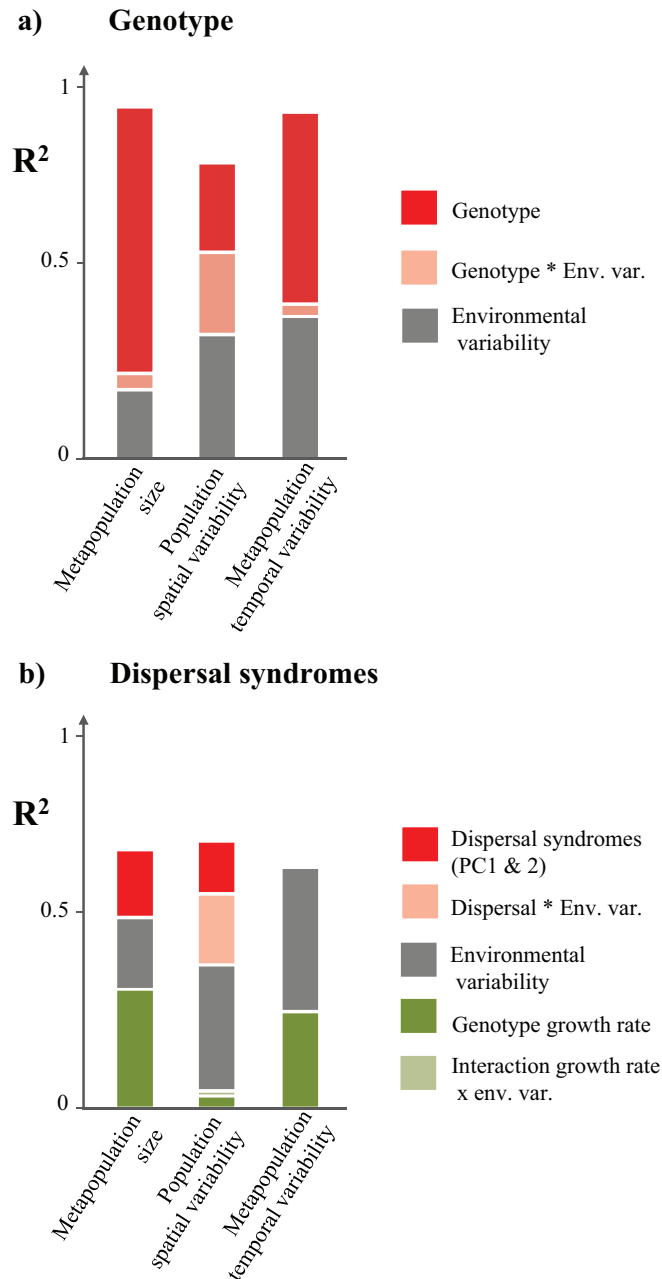 a) Genotype
1
R²
0.5
0
Genotype
Genotype * Env. var.
Environmental
variability
Metapopulation
size
Population
spatial variability
Metapopulation
temporal variability
b) Dispersal syndromes
1
R²
0.5
0
Dispersal syndromes
(PC1 & 2)
Dispersal * Env. var.
Environmental
variability
Genotype growth rate
Interaction growth rate
x env. var.
Metapopulation
size
Population
spatial variability
Metapopulation
temporal variability